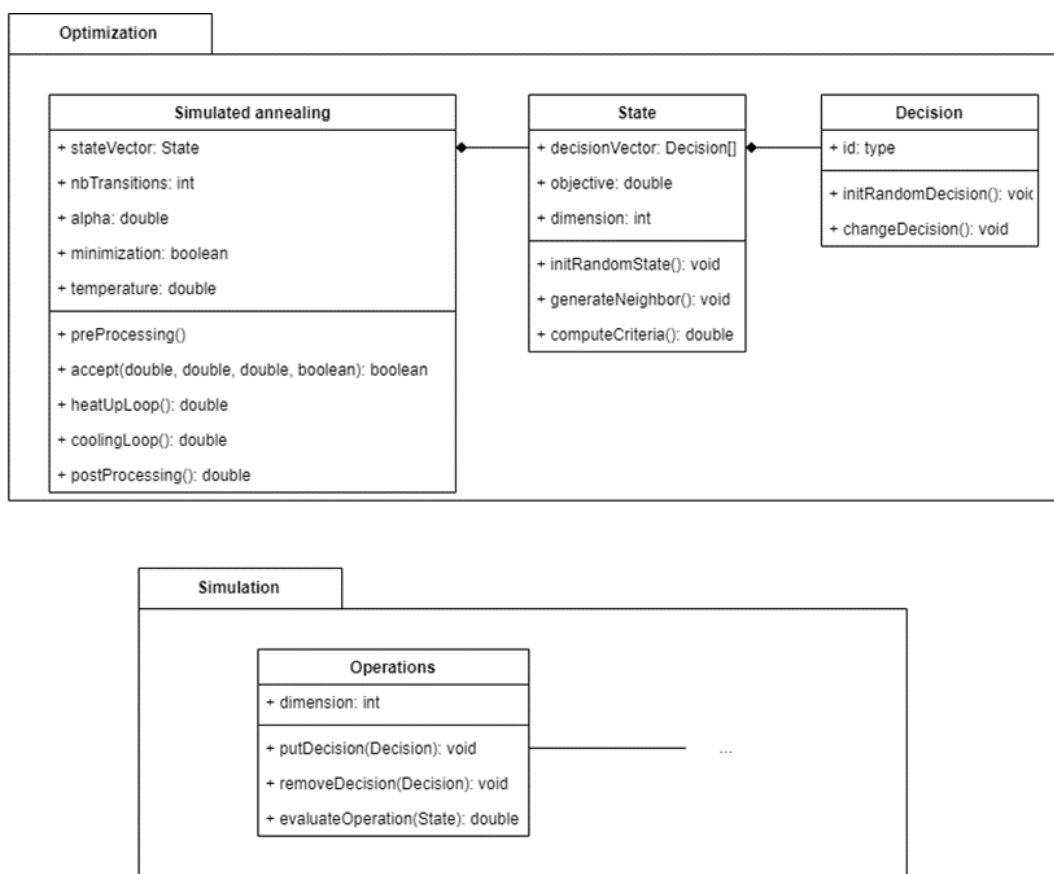 Optimization
Simulated annealing
+ stateVector: State
+ nbTransitions: int
+ alpha: double
+ minimization: boolean
+ temperature: double
+ preProcessing()
+ accept(double, double, double, boolean): boolean
+ heatUpLoop(): double
+ coolingLoop(): double
+ postProcessing(): double
State
+ decisionVector: Decision[]
+ objective: double
+ dimension: int
+ initRandomState(): void
+ generateNeighbor(): void
+ computeCriteria(): double
Decision
+ id: type
+ initRandomDecision(): void
+ changeDecision(): void
Simulation
Operations
+ dimension: int
+ putDecision(Decision): void
+ removeDecision(Decision): void
+ evaluateOperation(State): double
...